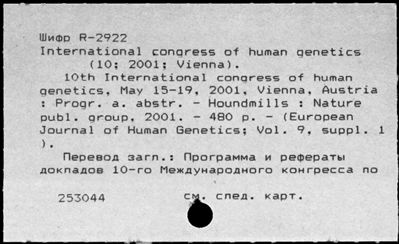 Шифр R-2922
International congress of human genetics
(10; 2001; Vienna).
10th International congress of human
genetics, May 15-19, 2001, Vienna, Austria
: Progr. a. abstr. - Houndmills : Nature
publ. group, 2001. - 480 p. - (European
Journal of Human Genetics; Vol. 9, suppl. 1
).
Перевод загл.: Программа и рефераты
докладов 10-го Международного конгресса по
253044 см. след. карт.